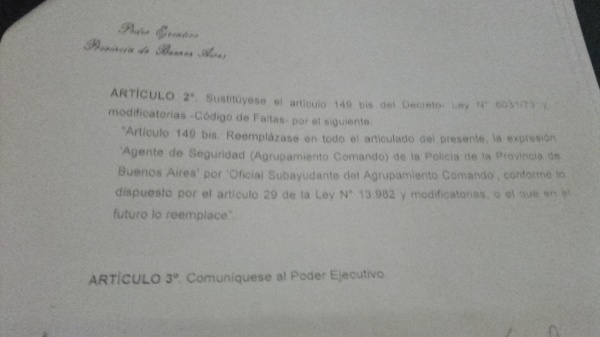 Poder Ejecutivo
Provincia de Buenos Aires
ARTÍCULO 2º. Sustitúyese el artículo 149 bis del Decreto- Ley N° 8031/73 y
modificatorias -Código de Faltas- por el siguiente:
"Artículo 149 bis. Reemplázase en todo el articulado del presente, la expresión
'Agente de Seguridad (Agrupamiento Comando) de la Policía de la Provincia de
Buenos Aires' por 'Oficial Subayudante del Agrupamiento Comando', conforme lo
dispuesto por el artículo 29 de la Ley N° 13.982 y modificatorias, o el que en el
futuro lo reemplace".
ARTÍCULO 3º. Comuníquese al Poder Ejecutivo.